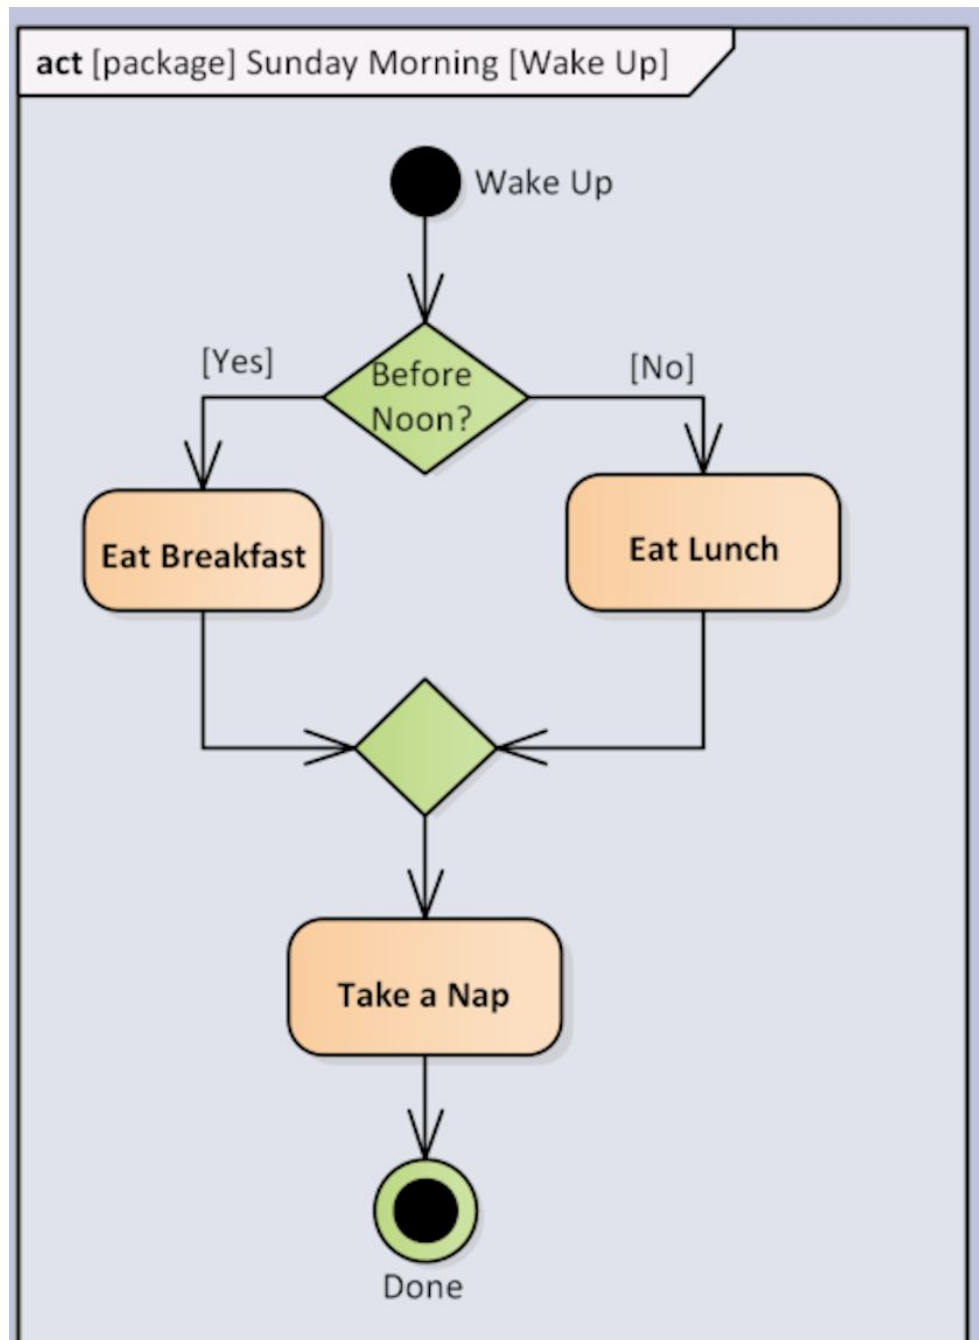 act [package] Sunday Morning [Wake Up]
Wake Up
Before
Noon?
[Yes]
[No]
Eat Breakfast
Eat Lunch
Take a Nap
Done